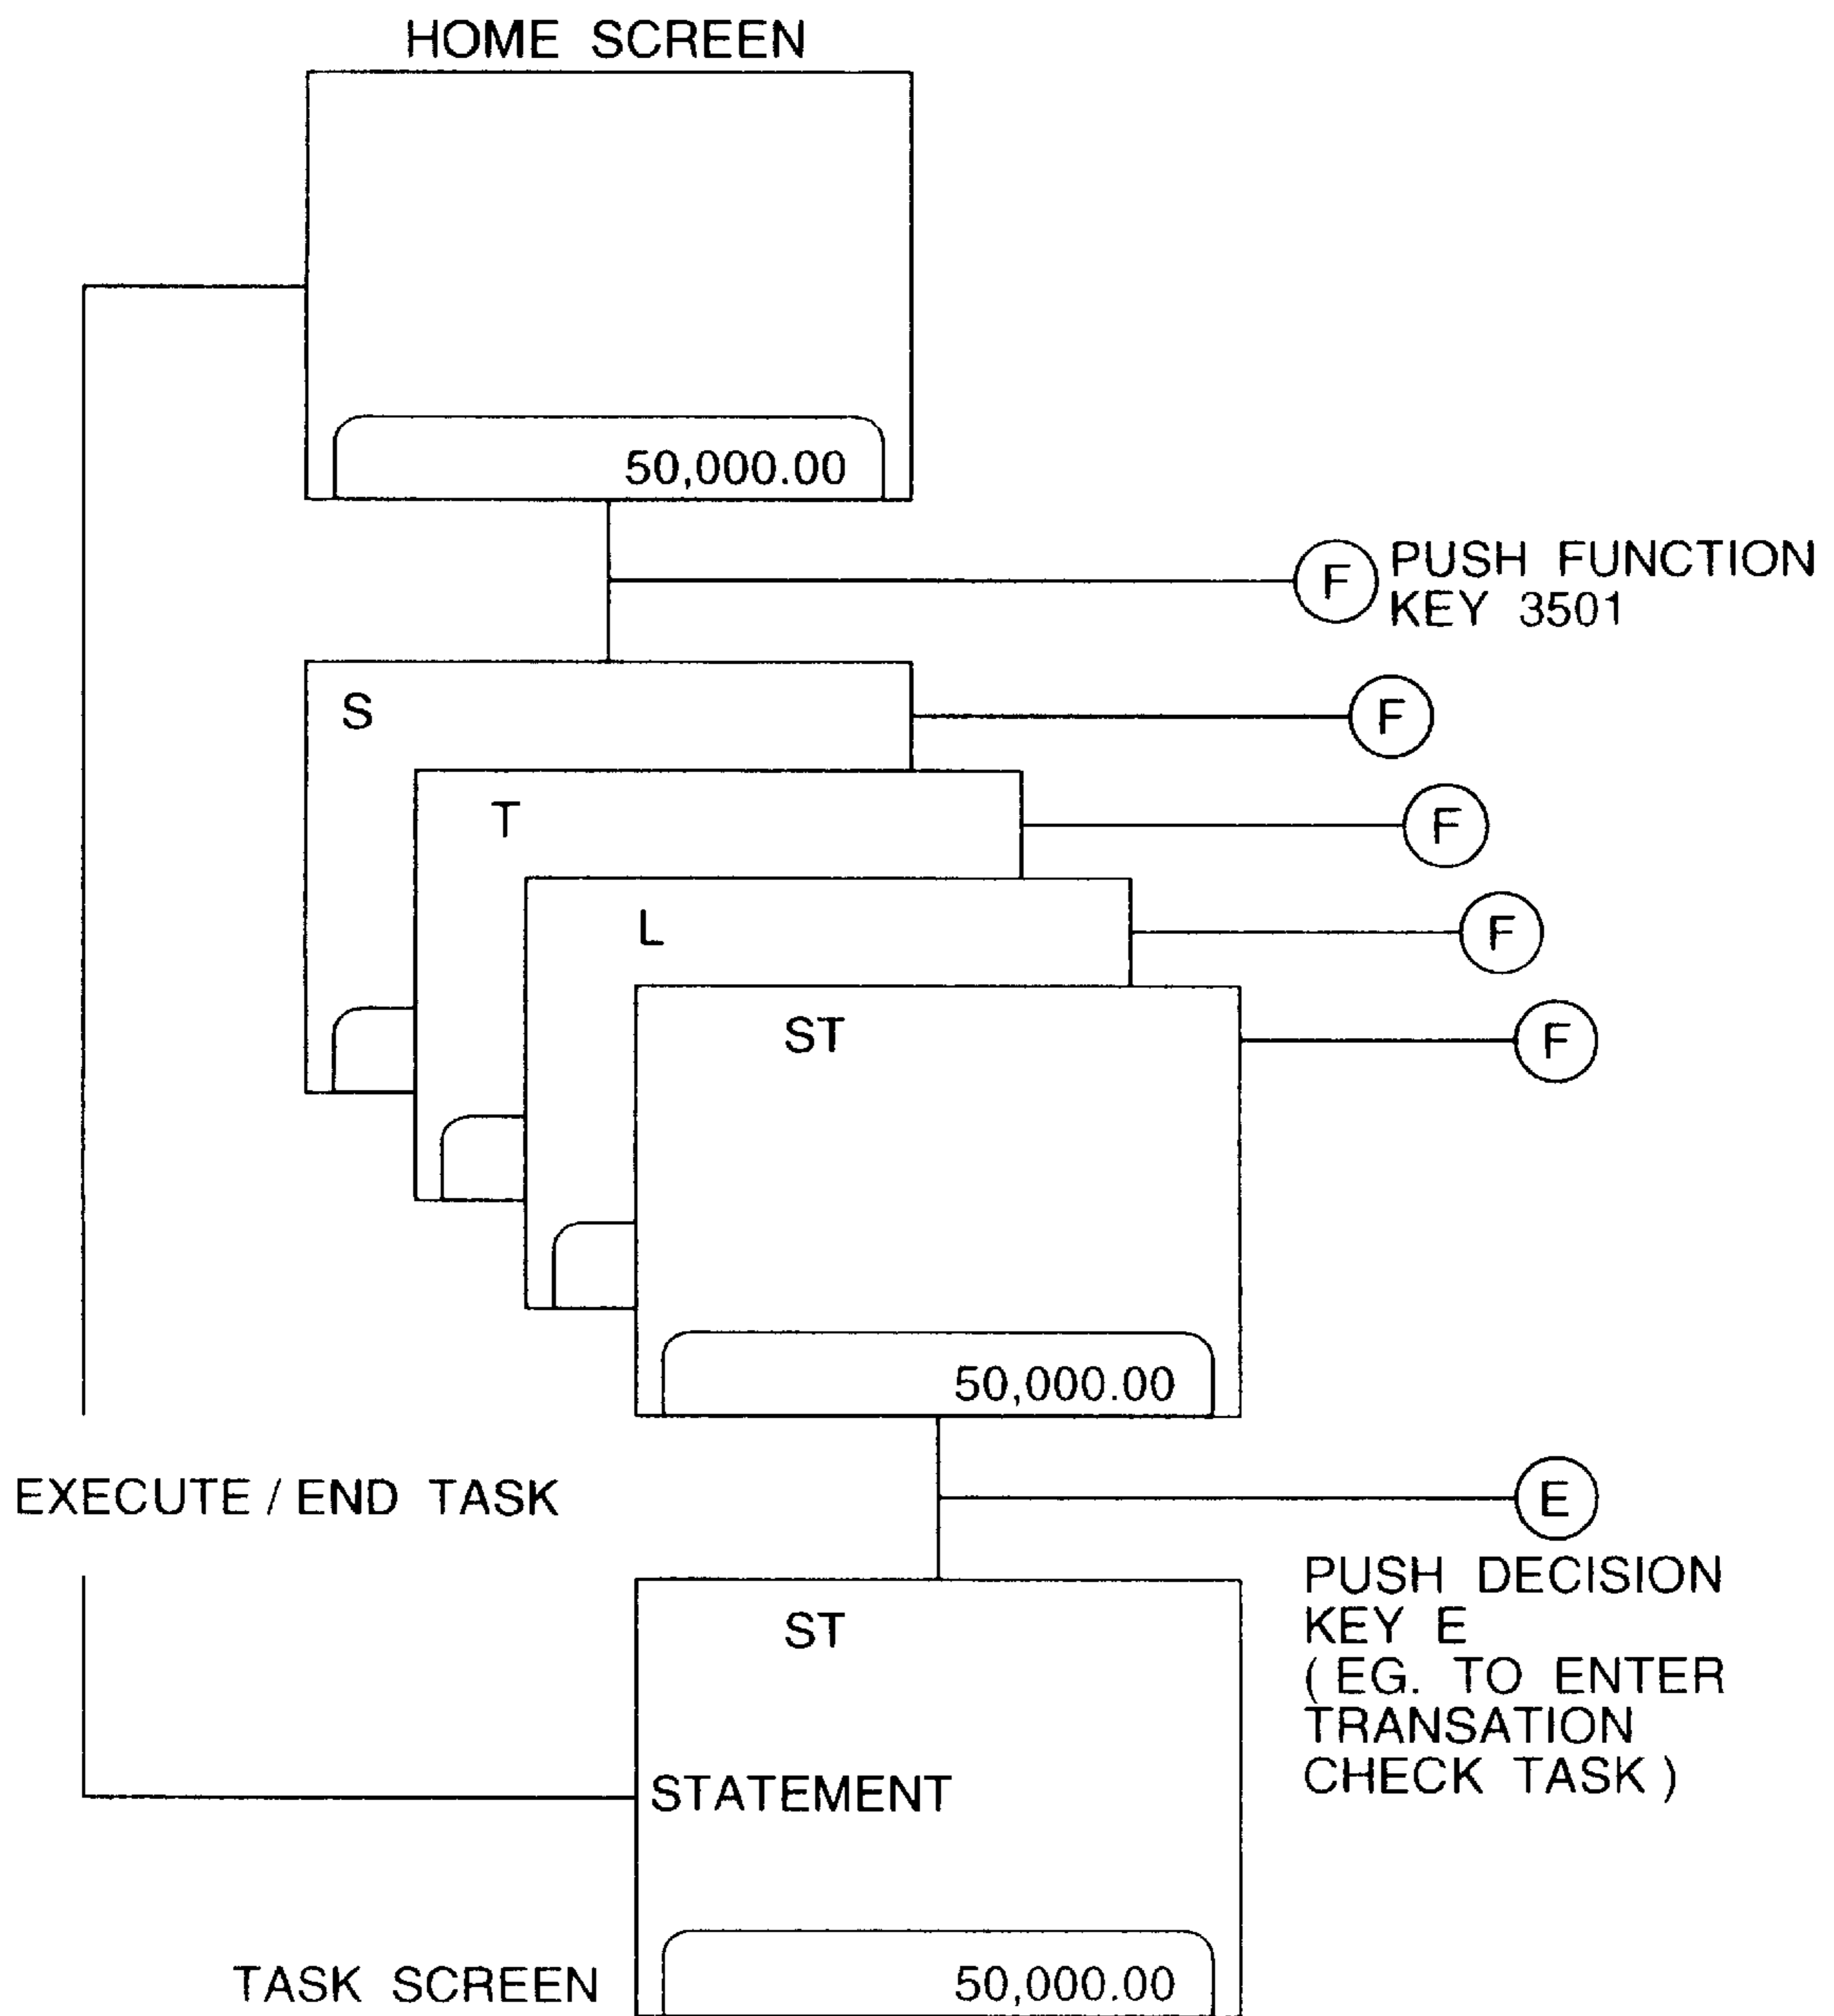 HOME SCREEN
50,000.00
F PUSH FUNCTION
KEY 3501
S
F
T
F
L
F
ST
F
50,000.00
EXECUTE / END TASK
E
PUSH DECISION
KEY E
( EG. TO ENTER
TRANSATION
CHECK TASK )
ST
STATEMENT
TASK SCREEN
50,000.00